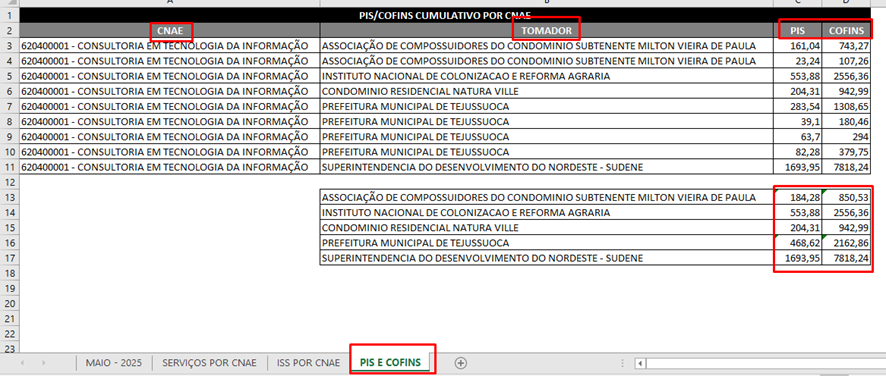 A B C D
1 PIS/COFINS CUMULATIVO POR CNAE
2 CNAE TOMADOR PIS COFINS
3 620400001 - CONSULTORIA EM TECNOLOGIA DA INFORMAÇÃO ASSOCIAÇÃO DE COMPOSSUIDORES DO CONDOMINIO SUBTENENTE MILTON VIEIRA DE PAULA 161,04 743,27
4 620400001 - CONSULTORIA EM TECNOLOGIA DA INFORMAÇÃO ASSOCIAÇÃO DE COMPOSSUIDORES DO CONDOMINIO SUBTENENTE MILTON VIEIRA DE PAULA 23,24 107,26
5 620400001 - CONSULTORIA EM TECNOLOGIA DA INFORMAÇÃO INSTITUTO NACIONAL DE COLONIZACAO E REFORMA AGRARIA 553,88 2556,36
6 620400001 - CONSULTORIA EM TECNOLOGIA DA INFORMAÇÃO CONDOMINIO RESIDENCIAL NATURA VILLE 204,31 942,99
7 620400001 - CONSULTORIA EM TECNOLOGIA DA INFORMAÇÃO PREFEITURA MUNICIPAL DE TEJUSSUOCA 283,54 1308,65
8 620400001 - CONSULTORIA EM TECNOLOGIA DA INFORMAÇÃO PREFEITURA MUNICIPAL DE TEJUSSUOCA 39,1 180,46
9 620400001 - CONSULTORIA EM TECNOLOGIA DA INFORMAÇÃO PREFEITURA MUNICIPAL DE TEJUSSUOCA 63,7 294
10 620400001 - CONSULTORIA EM TECNOLOGIA DA INFORMAÇÃO PREFEITURA MUNICIPAL DE TEJUSSUOCA 82,28 379,75
11 620400001 - CONSULTORIA EM TECNOLOGIA DA INFORMAÇÃO SUPERINTENDENCIA DO DESENVOLVIMENTO DO NORDESTE - SUDENE 1693,95 7818,24
12
13 ASSOCIAÇÃO DE COMPOSSUIDORES DO CONDOMINIO SUBTENENTE MILTON VIEIRA DE PAULA 184,28 850,53
14 INSTITUTO NACIONAL DE COLONIZACAO E REFORMA AGRARIA 553,88 2556,36
15 CONDOMINIO RESIDENCIAL NATURA VILLE 204,31 942,99
16 PREFEITURA MUNICIPAL DE TEJUSSUOCA 468,62 2162,86
17 SUPERINTENDENCIA DO DESENVOLVIMENTO DO NORDESTE - SUDENE 1693,95 7818,24
18
19
20
21
22
23
MAIO - 2025 SERVIÇOS POR CNAE ISS POR CNAE PIS E COFINS